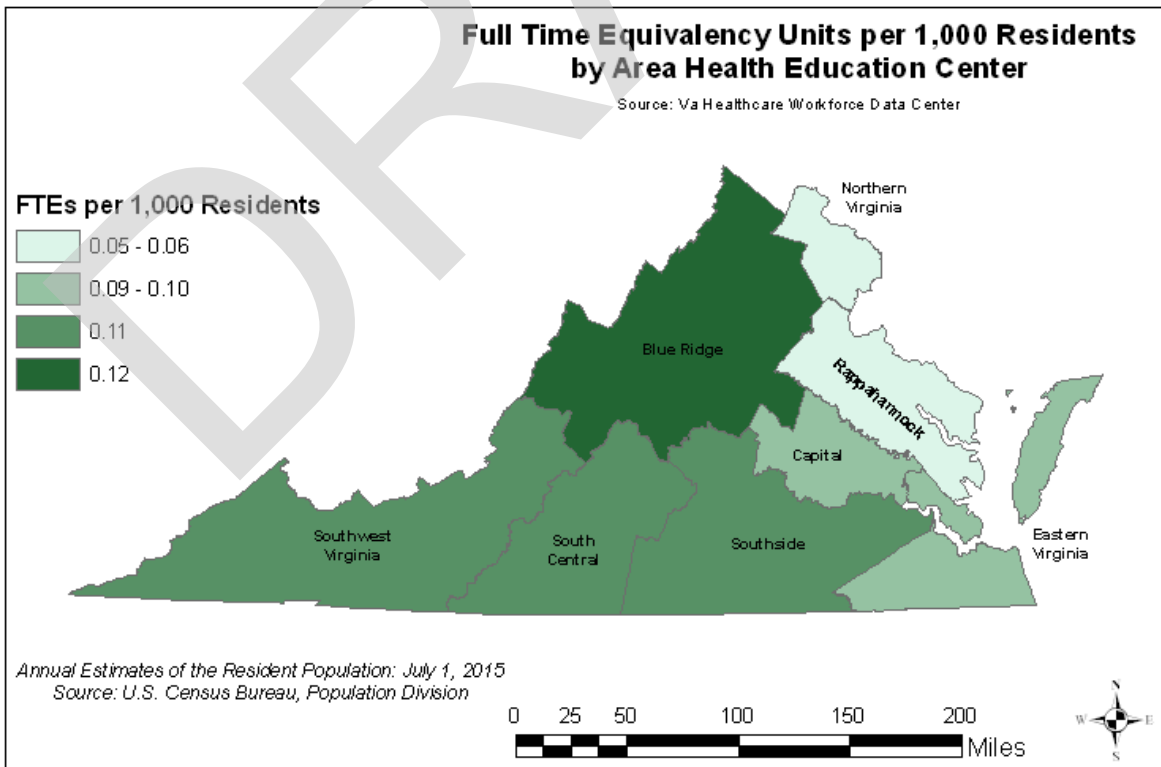 Full Time Equivalency Units per 1,000 Residents
by Area Health Education Center
Source: Va Healthcare Workforce Data Center
FTEs per 1,000 Residents
0.05 - 0.06
0.09 - 0.10
0.11
0.12
Northern
Virginia
Blue Ridge
Rappahannock
Capital
Southwest
Virginia
South
Central
Southside
Eastern
Virginia
Annual Estimates of the Resident Population: July 1, 2015
Source: U.S. Census Bureau, Population Division
0 25 50 100 150 200
Miles
N
W E
S
DRA